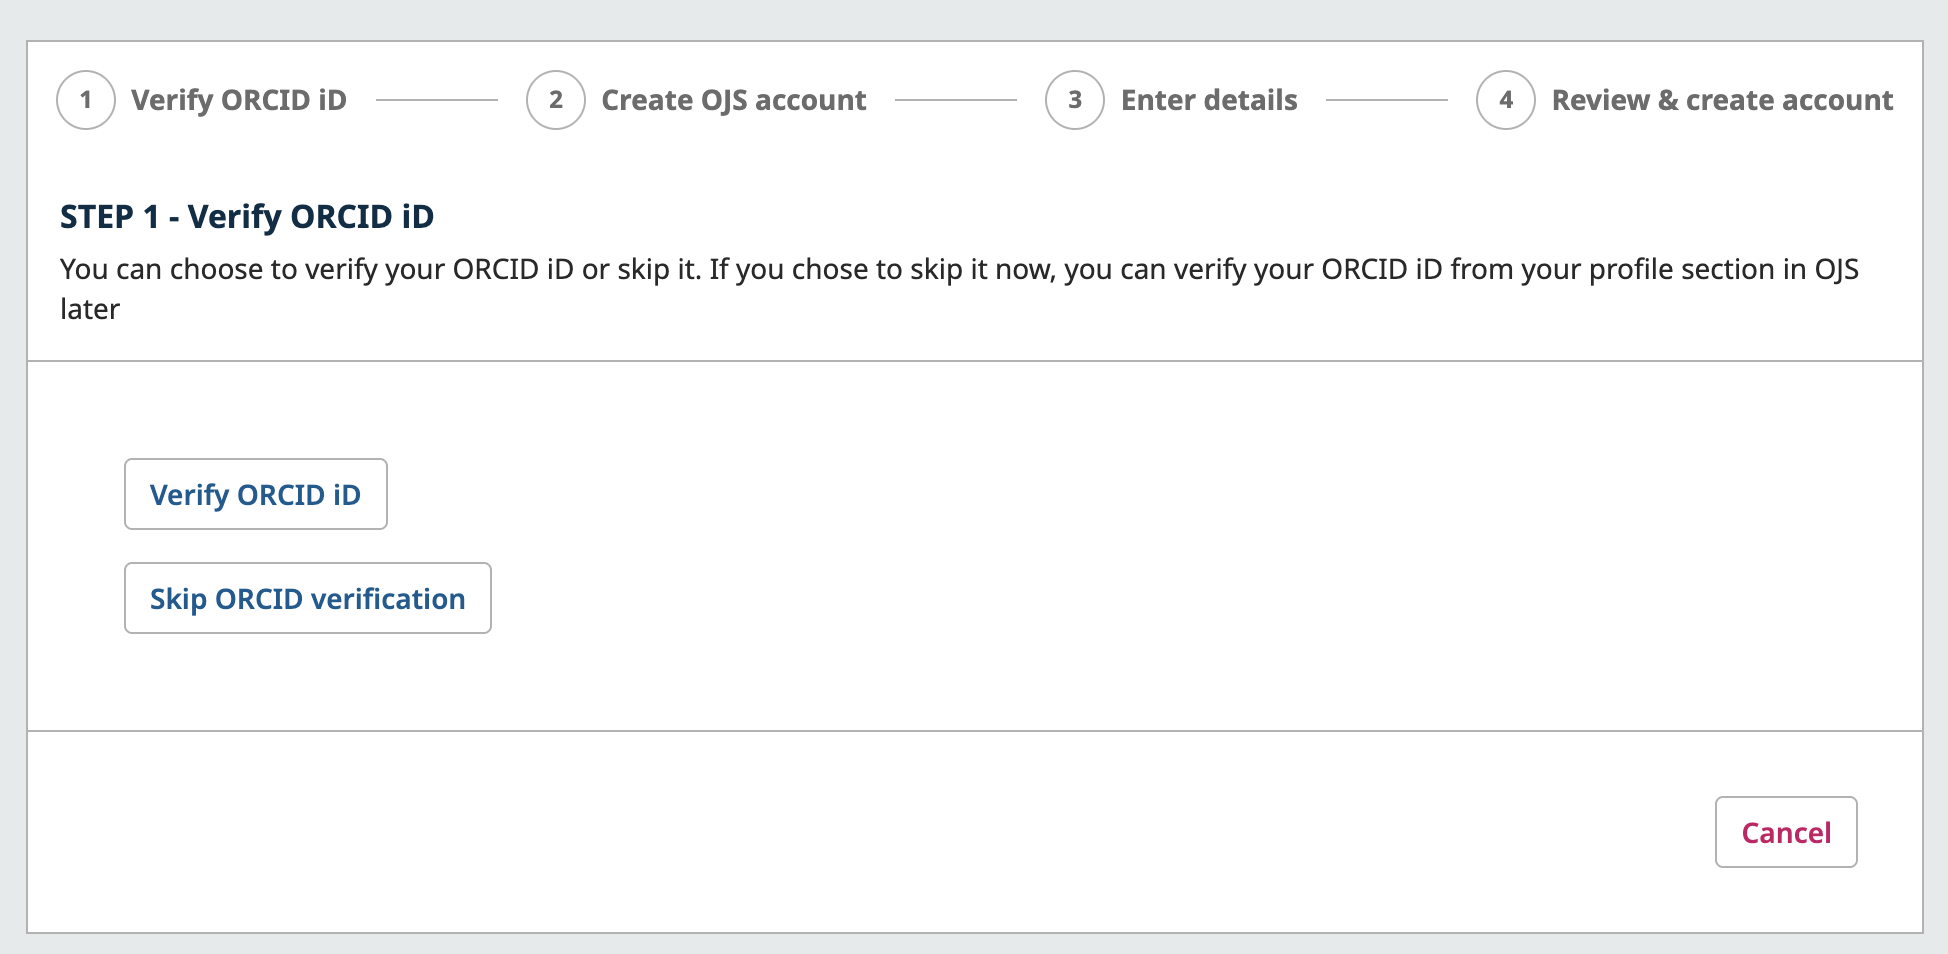 1 Verify ORCID iD 2 Create OJS account 3 Enter details 4 Review & create account
STEP 1 - Verify ORCID iD
You can choose to verify your ORCID iD or skip it. If you chose to skip it now, you can verify your ORCID iD from your profile section in OJS
later
Verify ORCID iD
Skip ORCID verification
Cancel